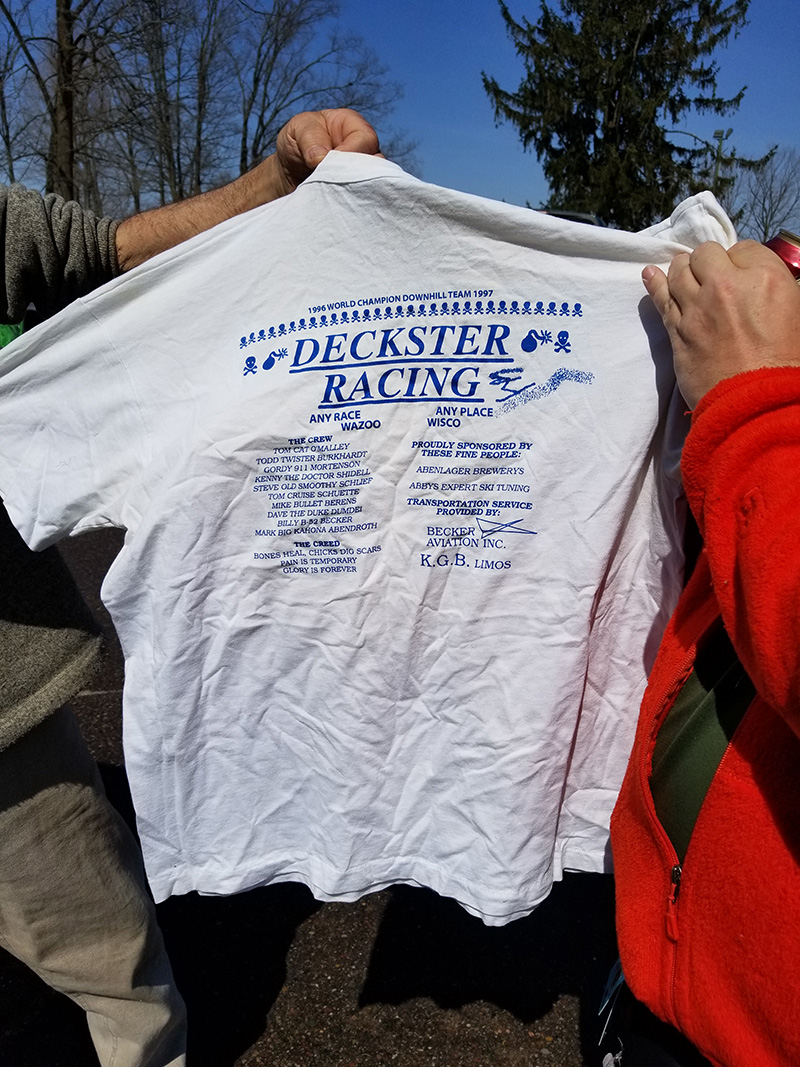 1996 WORLD CHAMPION DOWNHILL TEAM 1997
DECKSTER
RACING
ANY RACE
WAZOO
ANY PLACE
WISCO
THE CREW
TOM CAT O'MALLEY
TODD TWISTER BURKHARDT
GORDY 911 MORTENSON
KENNY THE DOCTOR SHIDELL
STEVE OLD SMOOTHY SCHLIEF
TOM CRUISE SCHUETTE
MIKE BULLET BERENS
DAVE THE DUKE DUMDEI
BILLY B-52 BECKER
MARK BIG KAHONA ABENDROTH
THE CREED
BONES HEAL, CHICKS DIG SCARS
PAIN IS TEMPORARY
GLORY IS FOREVER
PROUDLY SPONSORED BY
THESE FINE PEOPLE:
ABENLAGER BREWERYS
ABBYS EXPERT SKI TUNING
TRANSPORTATION SERVICE
PROVIDED BY:
BECKER
AVIATION INC.
K.G.B. LIMOS